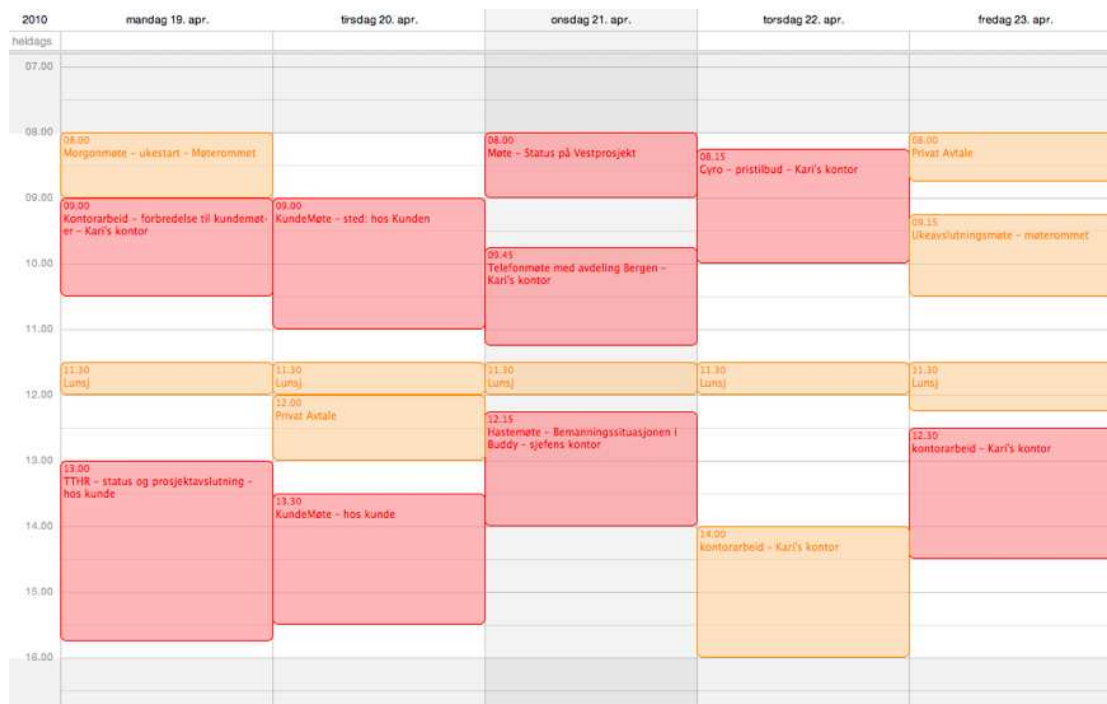 2010
mandag 19. apr.
tirsdag 20. apr.
onsdag 21. apr.
torsdag 22. apr.
fredag 23. apr.
heldags
07.00
08.00
09.00
10.00
11.00
12.00
13.00
14.00
15.00
16.00
08.00
Morgonmøte – ukestart – Møterommet
09.00
Kontorarbeid – forbredelse til kundemøt-
er – Kari's kontor
11.30
Lunsj
13.00
TTHR – status og prosjektavslutning –
hos kunde
09.00
KundeMøte – sted: hos Kunden
11.30
Lunsj
12.00
Privat Avtale
13.30
KundeMøte – hos kunde
08.00
Møte – Status på Vestprosjekt
09.45
Telefonmøte med avdeling Bergen –
Kari's kontor
11.30
Lunsj
12.15
Hastemøte – Bemanningssituasjonen i
Buddy – sjefens kontor
08.15
Gyro – pristilbud – Kari's kontor
11.30
Lunsj
14.00
kontorarbeid – Kari's kontor
08.00
Privat Avtale
09.15
Ukeavslutningsmøte – møterommet
11.30
Lunsj
12.30
kontorarbeid – Kari's kontor